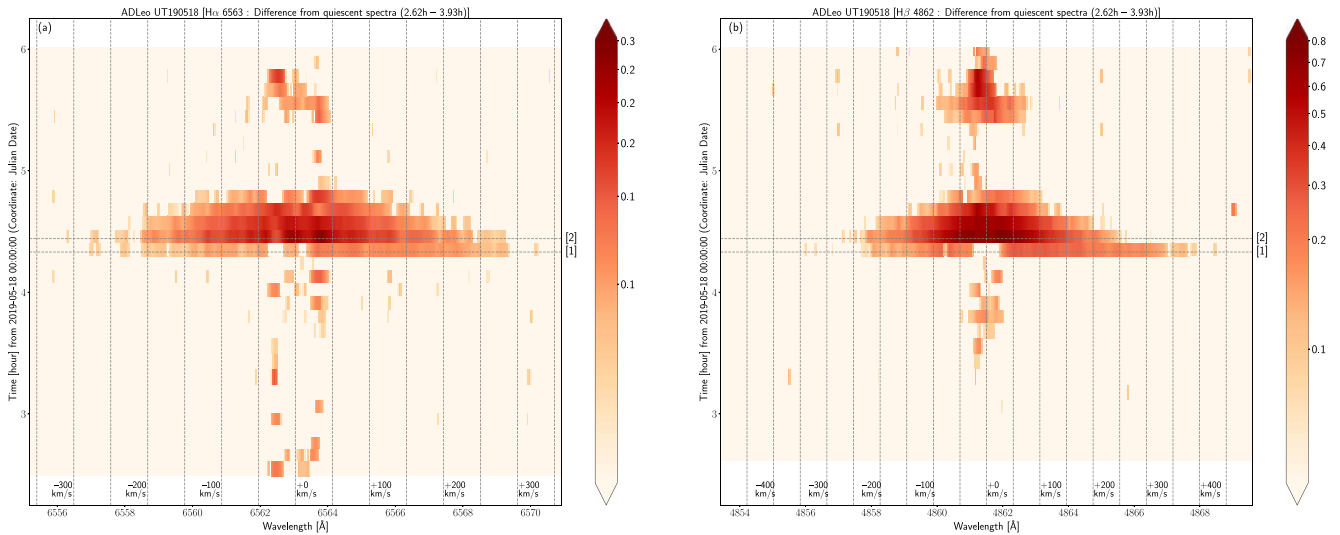 ADLeo UT190518 [Hα 6563 : Difference from quiescent spectra (2.62h − 3.93h)]
(a)
Time [hour] from 2019-05-18 00:00:00 (Coordinate: Julian Date)
6
5
4
3
[2]
[1]
−300 km/s
−200 km/s
−100 km/s
+0 km/s
+100 km/s
+200 km/s
+300 km/s
6556 6558 6560 6562 6564 6566 6568 6570
Wavelength [Å]
0.3
0.2
0.2
0.2
0.1
0.1
ADLeo UT190518 [Hβ 4862 : Difference from quiescent spectra (2.62h − 3.93h)]
(b)
Time [hour] from 2019-05-18 00:00:00 (Coordinate: Julian Date)
6
5
4
3
[2]
[1]
−400 km/s
−300 km/s
−200 km/s
−100 km/s
+0 km/s
+100 km/s
+200 km/s
+300 km/s
+400 km/s
4854 4856 4858 4860 4862 4864 4866 4868
Wavelength [Å]
0.8
0.7
0.6
0.5
0.4
0.3
0.2
0.1